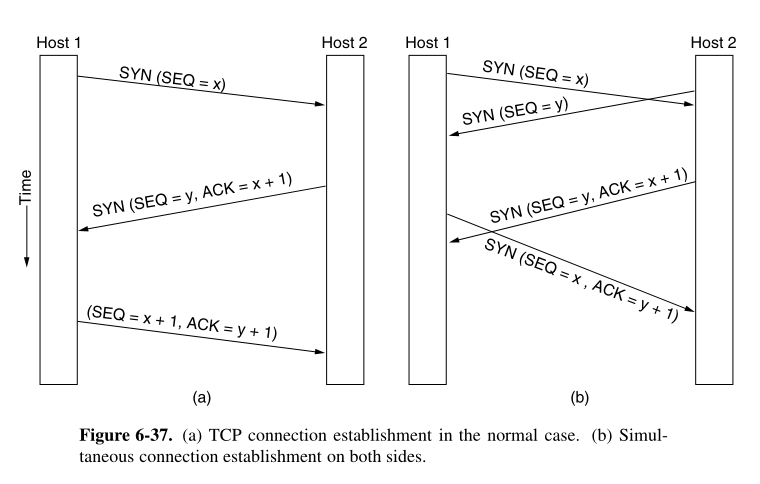 Host 1
Host 2
SYN (SEQ = x)
SYN (SEQ = y, ACK = x + 1)
(SEQ = x + 1, ACK = y + 1)
Time
(a)
Host 1
Host 2
SYN (SEQ = x)
SYN (SEQ = y)
SYN (SEQ = y, ACK = x + 1)
SYN (SEQ = x , ACK = y + 1)
(b)
Figure 6-37. (a) TCP connection establishment in the normal case. (b) Simul-
taneous connection establishment on both sides.